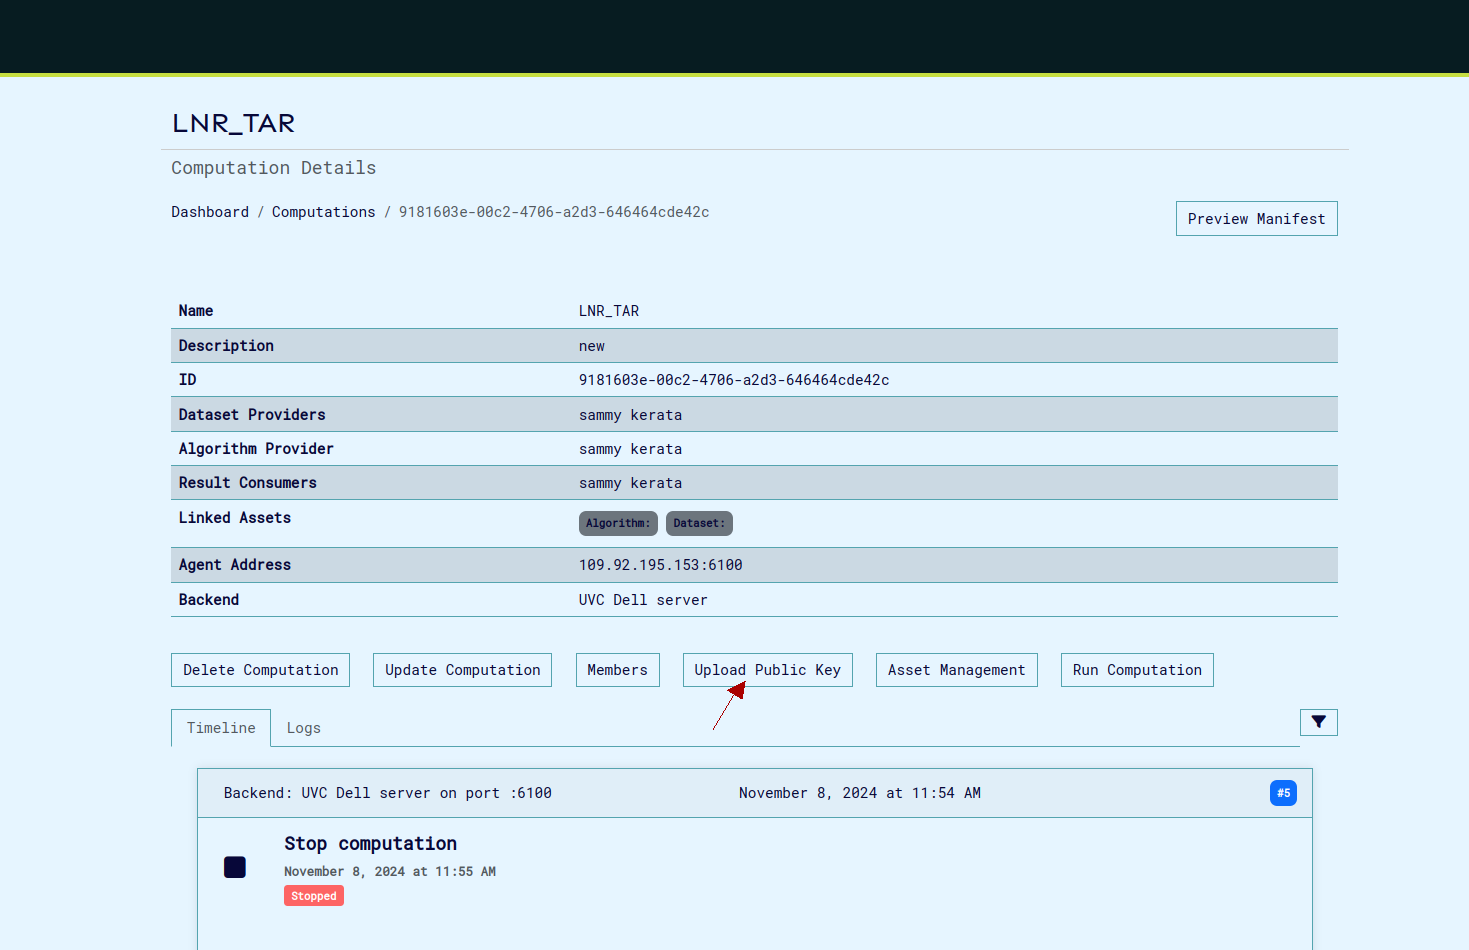 LNR_TAR
Computation Details
Dashboard / Computations / 9181603e-00c2-4706-a2d3-646464cde42c
Preview Manifest
Name LNR_TAR
Description new
ID 9181603e-00c2-4706-a2d3-646464cde42c
Dataset Providers sammy kerata
Algorithm Provider sammy kerata
Result Consumers sammy kerata
Linked Assets Algorithm: Dataset:
Agent Address 109.92.195.153:6100
Backend UVC Dell server
Delete Computation Update Computation Members Upload Public Key Asset Management Run Computation
Timeline Logs
Backend: UVC Dell server on port :6100 November 8, 2024 at 11:54 AM #5
Stop computation
November 8, 2024 at 11:55 AM
Stopped